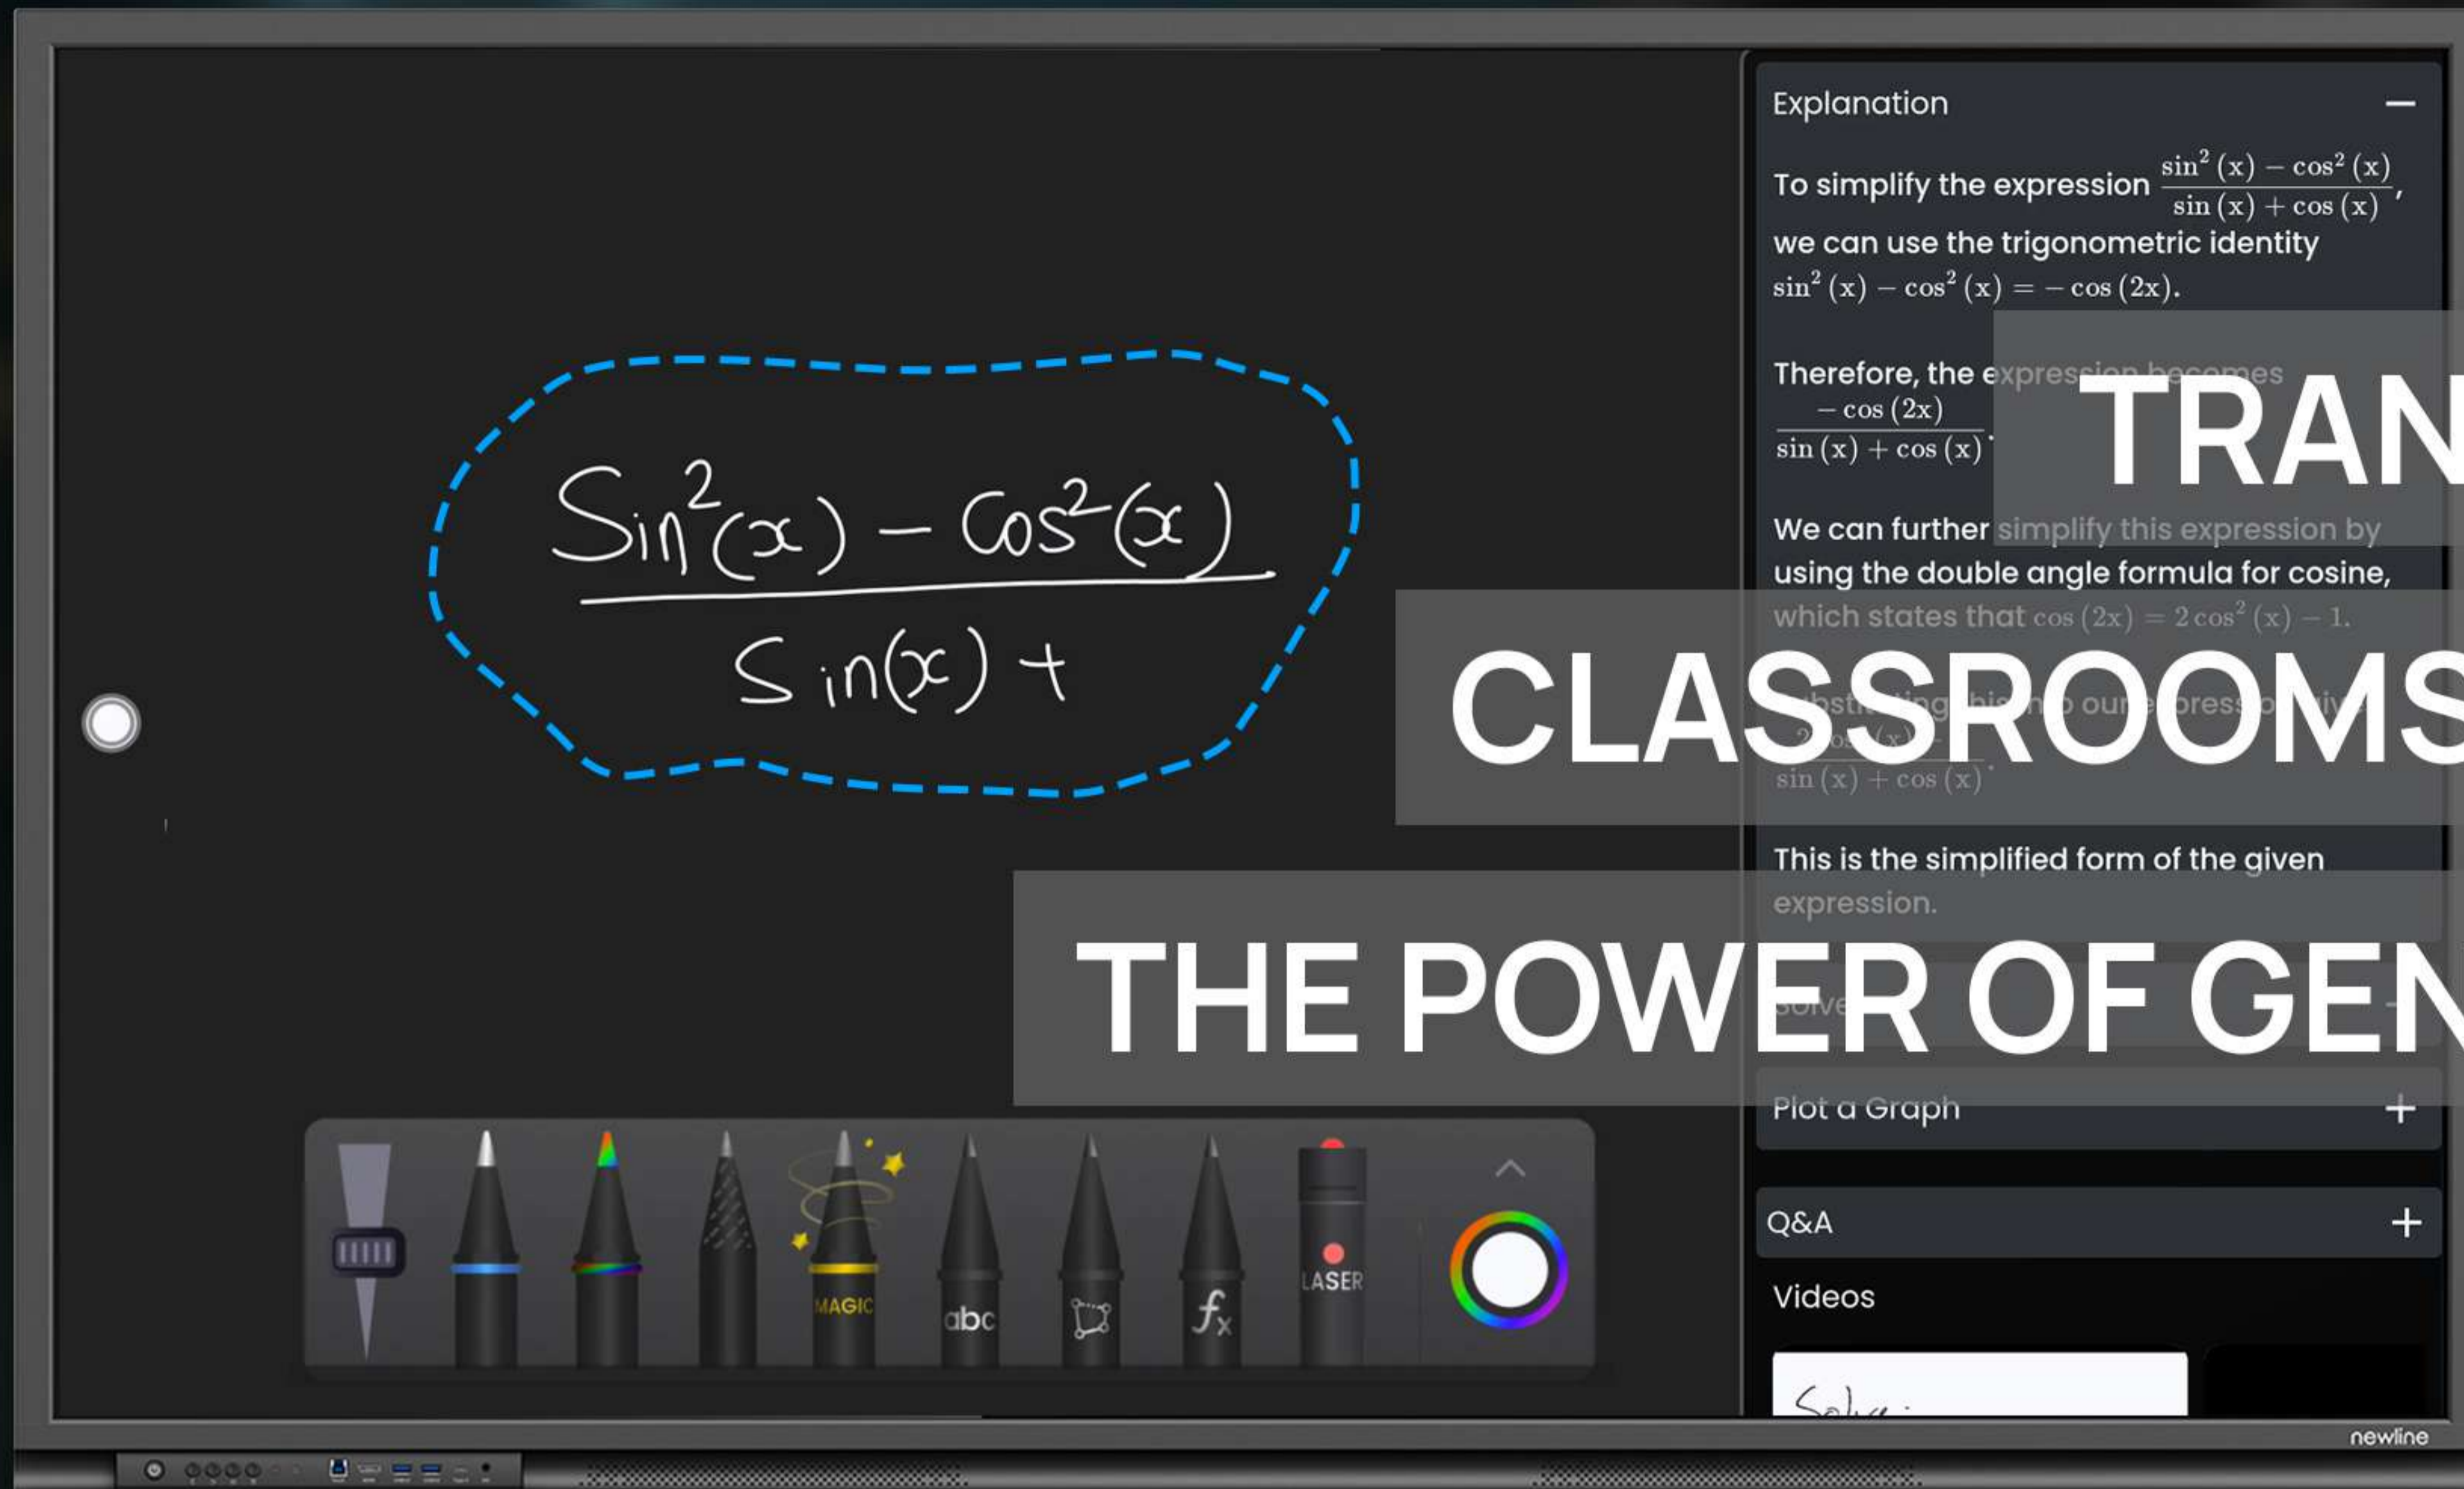 Sin²(x) – Cos²(x)
Sin(x) +
Explanation
To simplify the expression sin² (x) − cos² (x) / sin (x) + cos (x),
we can use the trigonometric identity
sin² (x) − cos² (x) = − cos (2x).
Therefore, the expression becomes
− cos (2x) / sin (x) + cos (x).
We can further simplify this expression by
using the double angle formula for cosine,
which states that cos (2x) = 2 cos² (x) − 1.
sin (x) + cos (x).
This is the simplified form of the given
expression.
TRAN
CLASSROOMS
THE POWER OF GEN
Plot a Graph
Q&A
Videos
MAGIC
abc
fx
LASER
newline